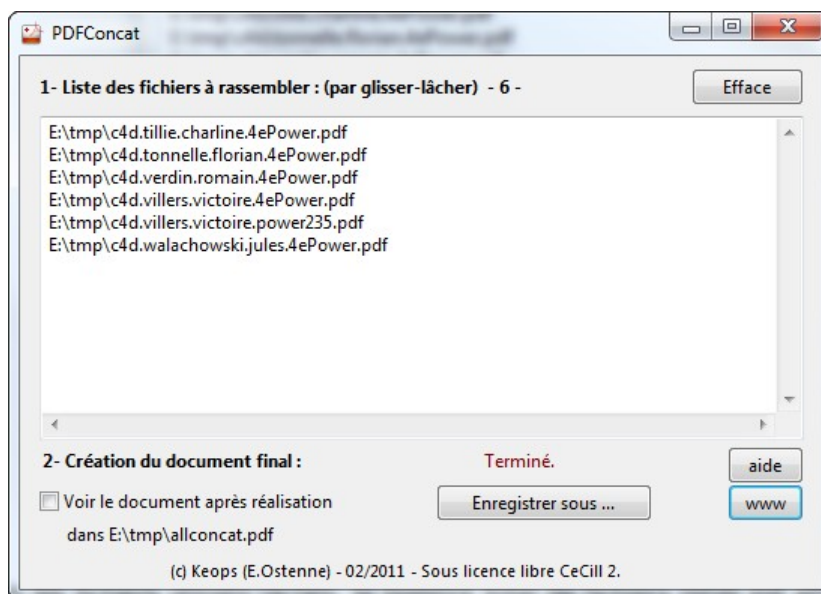 PDFConcat
1- Liste des fichiers à rassembler : (par glisser-lâcher) - 6 -
Efface
E:\tmp\c4d.tillie.charline.4ePower.pdf
E:\tmp\c4d.tonnelle.florian.4ePower.pdf
E:\tmp\c4d.verdin.romain.4ePower.pdf
E:\tmp\c4d.villers.victoire.4ePower.pdf
E:\tmp\c4d.villers.victoire.power235.pdf
E:\tmp\c4d.walachowski.jules.4ePower.pdf
2- Création du document final :
Terminé.
aide
Voir le document après réalisation
Enregistrer sous ...
www
dans E:\tmp\allconcat.pdf
(c) Keops (E.Ostenne) - 02/2011 - Sous licence libre CeCill 2.